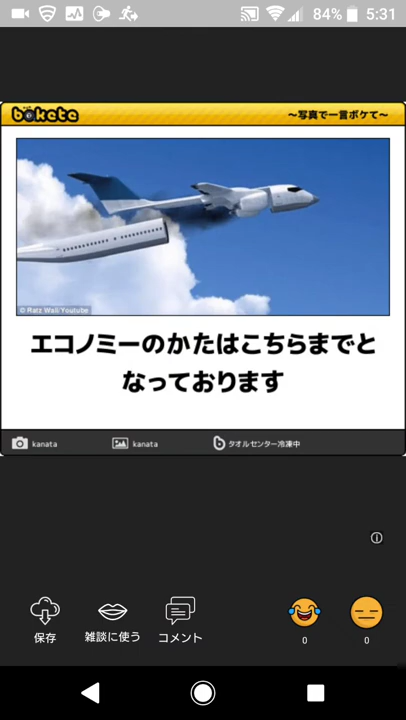 84% 5:31
bokete ～写真で一言ボケて～
© Ratz Wali/Youtube
エコノミーのかたはこちらまでと
なっております
kanata kanata タオルセンター冷凍中
保存 雑談に使う コメント 0 0